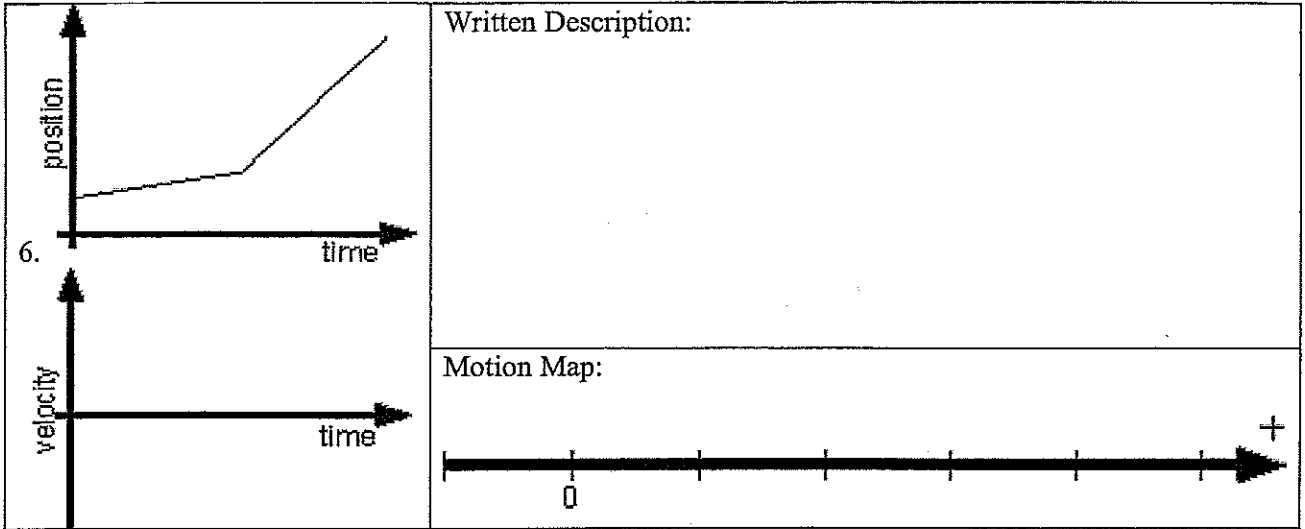 Written Description:
position
6.
time
velocity
time
Motion Map:
+
0